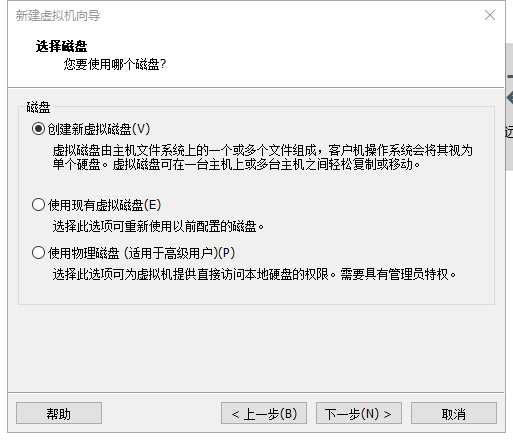 新建虚拟机向导
选择磁盘
您要使用哪个磁盘?
磁盘
创建新虚拟磁盘(V)
虚拟磁盘由主机文件系统上的一个或多个文件组成，客户机操作系统会将其视为
单个硬盘。虚拟磁盘可在一台主机上或多台主机之间轻松复制或移动。
使用现有虚拟磁盘(E)
选择此选项可重新使用以前配置的磁盘。
使用物理磁盘 (适用于高级用户)(P)
选择此选项可为虚拟机提供直接访问本地硬盘的权限。需要具有管理员特权。
帮助
< 上一步(B)
下一步(N) >
取消